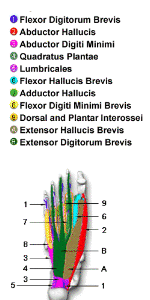 1 Flexor Digitorum Brevis
2 Abductor Hallucis
3 Abductor Digiti Minimi
4 Quadratus Plantae
5 Lumbricales
6 Flexor Hallucis Brevis
7 Adductor Hallucis
8 Flexor Digiti Minimi Brevis
9 Dorsal and Plantar Interossei
A Extensor Hallucis Brevis
B Extensor Digitorum Brevis
1 9
6
7
2
8 B
3
4 A
3
5 1